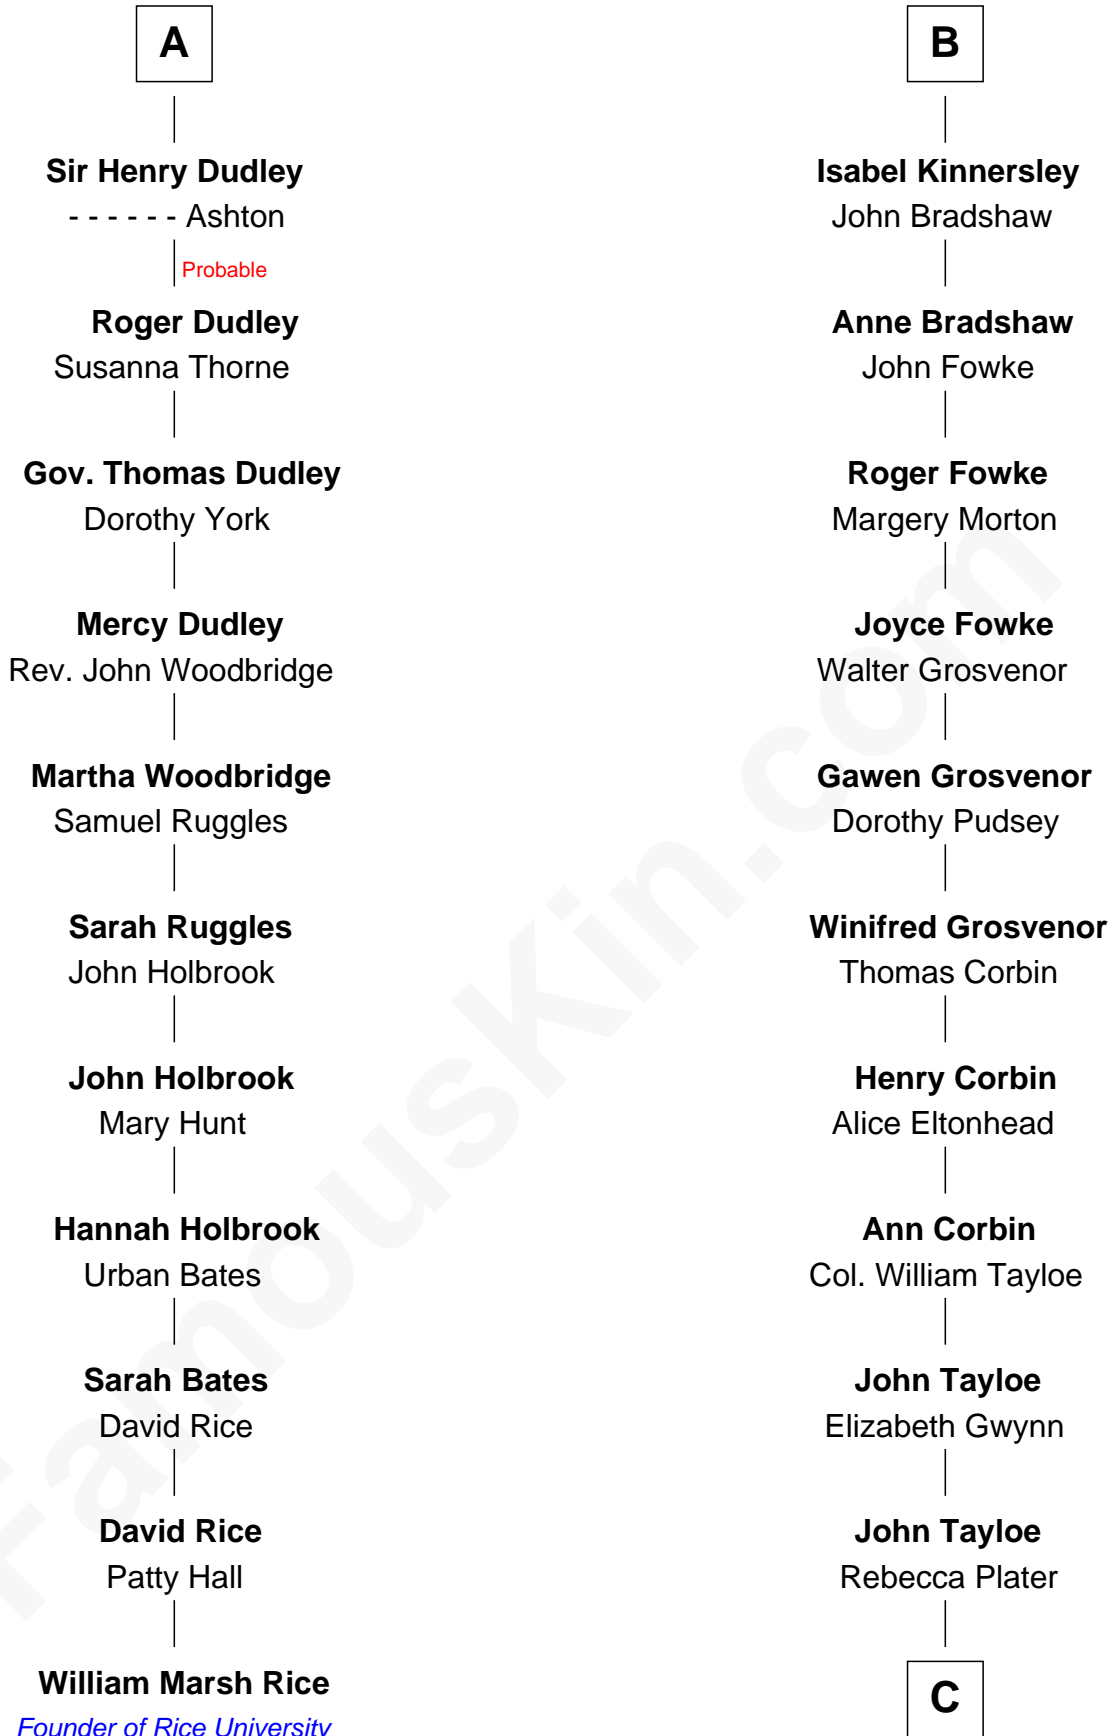 A
Sir Henry Dudley
- - - - - - Ashton
Probable
Roger Dudley
Susanna Thorne
Gov. Thomas Dudley
Dorothy York
Mercy Dudley
Rev. John Woodbridge
Martha Woodbridge
Samuel Ruggles
Sarah Ruggles
John Holbrook
John Holbrook
Mary Hunt
Hannah Holbrook
Urban Bates
Sarah Bates
David Rice
David Rice
Patty Hall
William Marsh Rice
Founder of Rice University
B
Isabel Kinnersley
John Bradshaw
Anne Bradshaw
John Fowke
Roger Fowke
Margery Morton
Joyce Fowke
Walter Grosvenor
Gawen Grosvenor
Dorothy Pudsey
Winifred Grosvenor
Thomas Corbin
Henry Corbin
Alice Eltonhead
Ann Corbin
Col. William Tayloe
John Tayloe
Elizabeth Gwynn
John Tayloe
Rebecca Plater
C
FamousKin.com